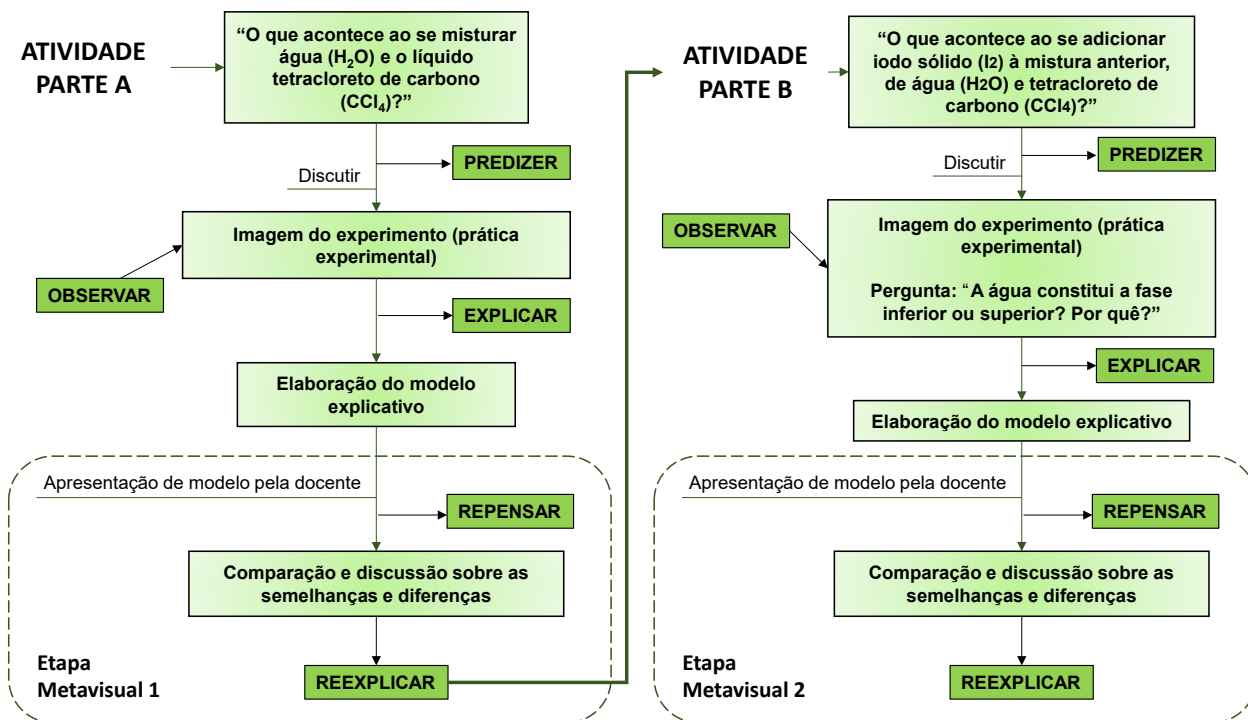 ATIVIDADE
PARTE A
“O que acontece ao se misturar
água (H₂O) e o líquido
tetracloreto de carbono
(CCl₄)?”
PREDIZER
Discutir
Imagem do experimento (prática
experimental)
OBSERVAR
EXPLICAR
Elaboração do modelo
explicativo
Apresentação de modelo pela docente
REPENSAR
Comparação e discussão sobre as
semelhanças e diferenças
Etapa
Metavisual 1
REEXPLICAR
ATIVIDADE
PARTE B
“O que acontece ao se adicionar
iodo sólido (I2) à mistura anterior,
de água (H2O) e tetracloreto de
carbono (CCl4)?”
PREDIZER
Discutir
OBSERVAR
Imagem do experimento (prática
experimental)
Pergunta: “A água constitui a fase
inferior ou superior? Por quê?”
EXPLICAR
Elaboração do modelo explicativo
Apresentação de modelo pela docente
REPENSAR
Comparação e discussão sobre as
semelhanças e diferenças
Etapa
Metavisual 2
REEXPLICAR